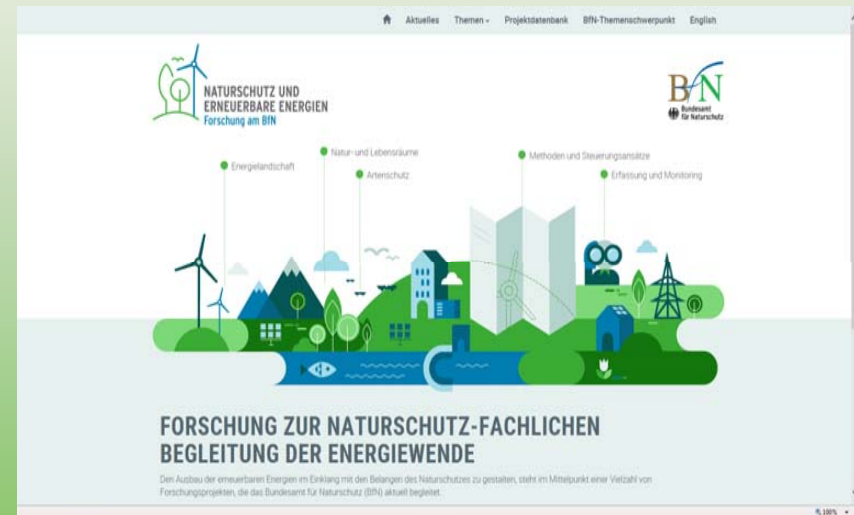 Aktuelles Themen Projektdatenbank BfN-Themenschwerpunkt English
NATURSCHUTZ UND
ERNEUERBARE ENERGIEN
Forschung am BfN
BfN
Bundesamt
für Naturschutz
Natur- und Lebensräume
Methoden und Steuerungsansätze
Energielandschaft
Artenschutz
Erfassung und Monitoring
FORSCHUNG ZUR NATURSCHUTZ-FACHLICHEN
BEGLEITUNG DER ENERGIEWENDE
Den Ausbau der erneuerbaren Energien im Einklang mit den Belangen des Naturschutzes zu gestalten, steht im Mittelpunkt einer Vielzahl von
Forschungsprojekten, die das Bundesamt für Naturschutz (BfN) aktuell begleitet.
100%